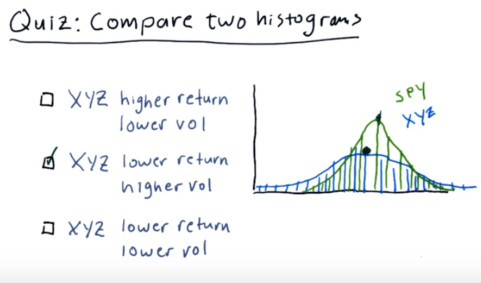 Quiz: Compare two histograms
XYZ higher return
lower vol
XYZ lower return
higher vol
XYZ lower return
lower vol
SPY
XYZ